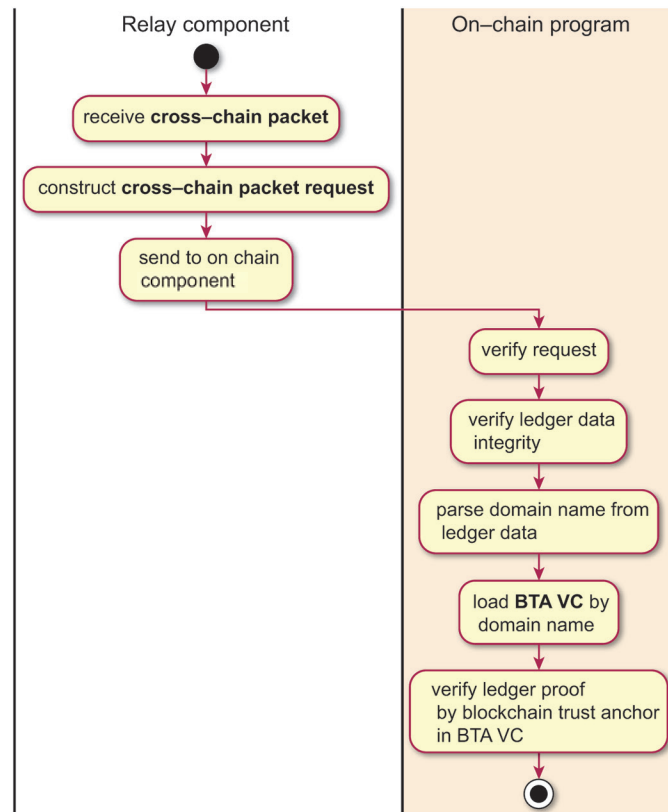 Relay component
On–chain program
receive cross–chain packet
construct cross–chain packet request
send to on chain
component
verify request
verify ledger data
integrity
parse domain name from
ledger data
load BTA VC by
domain name
verify ledger proof
by blockchain trust anchor
in BTA VC